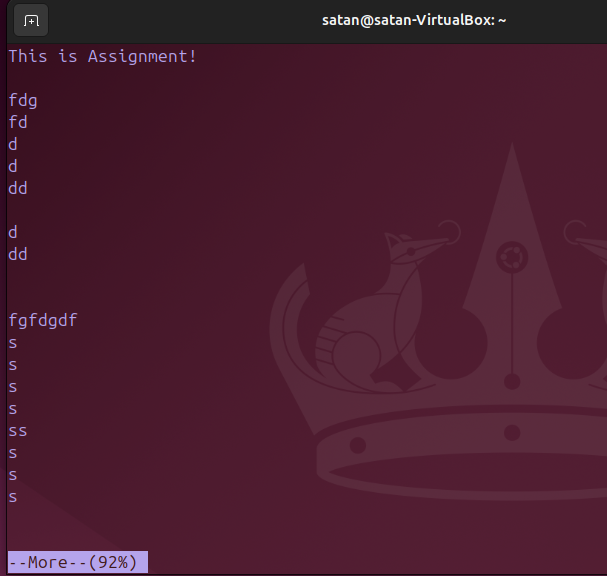 satan@satan-VirtualBox: ~
This is Assignment!
fdg
fd
d
d
dd
d
dd
fgfdgdf
s
s
s
s
ss
s
s
s
--More--(92%)